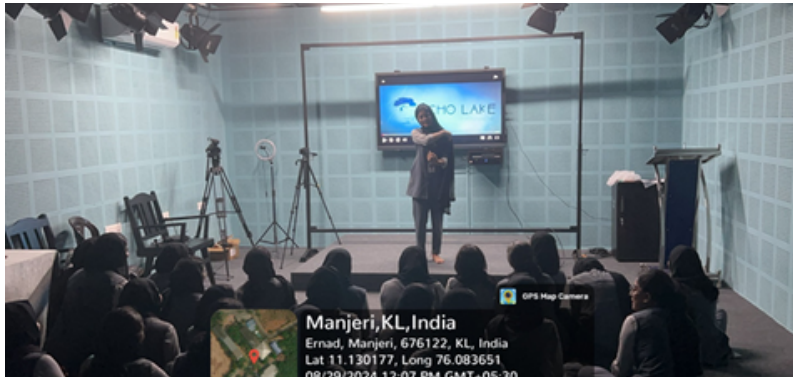 CHO LAKE
GPS Map Camera
Manjeri,KL,India
Ernad, Manjeri, 676122, KL, India
Lat 11.130177, Long 76.083651
08/29/2024 12:07 PM GMT+05:30